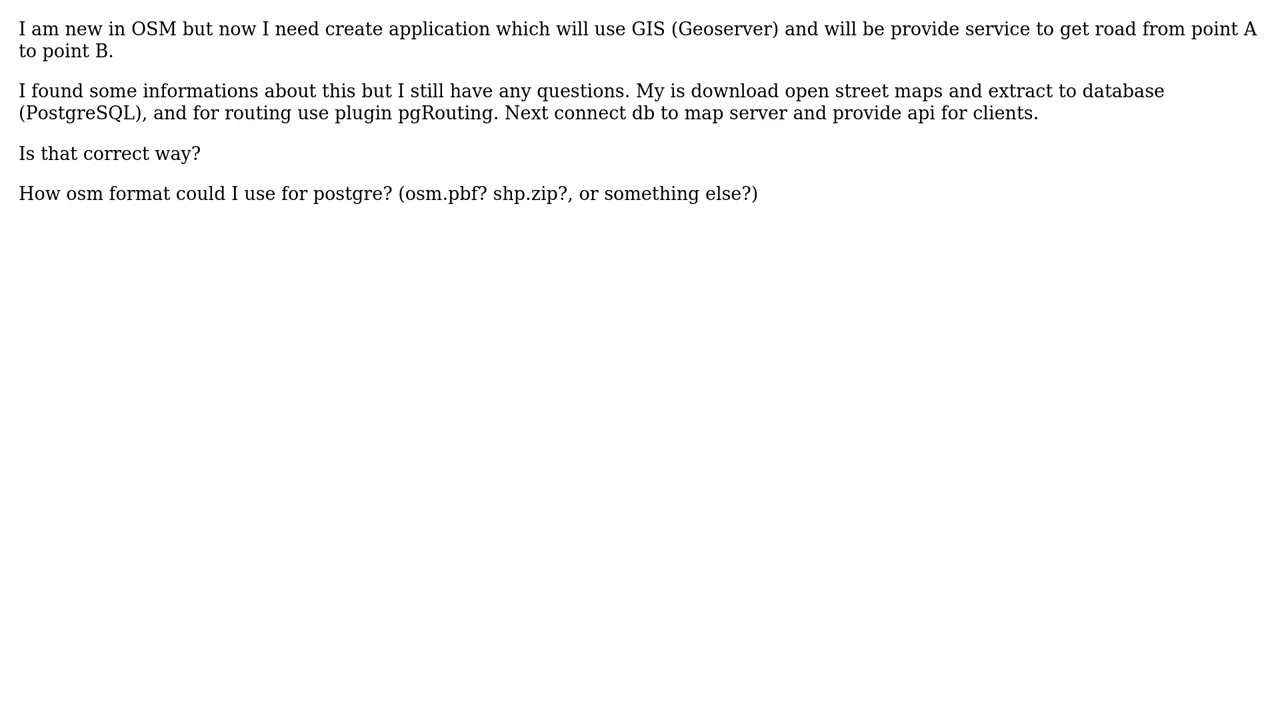 I am new in OSM but now I need create application which will use GIS (Geoserver) and will be provide service to get road from point A
to point B.
I found some informations about this but I still have any questions. My is download open street maps and extract to database
(PostgreSQL), and for routing use plugin pgRouting. Next connect db to map server and provide api for clients.
Is that correct way?
How osm format could I use for postgre? (osm.pbf? shp.zip?, or something else?)